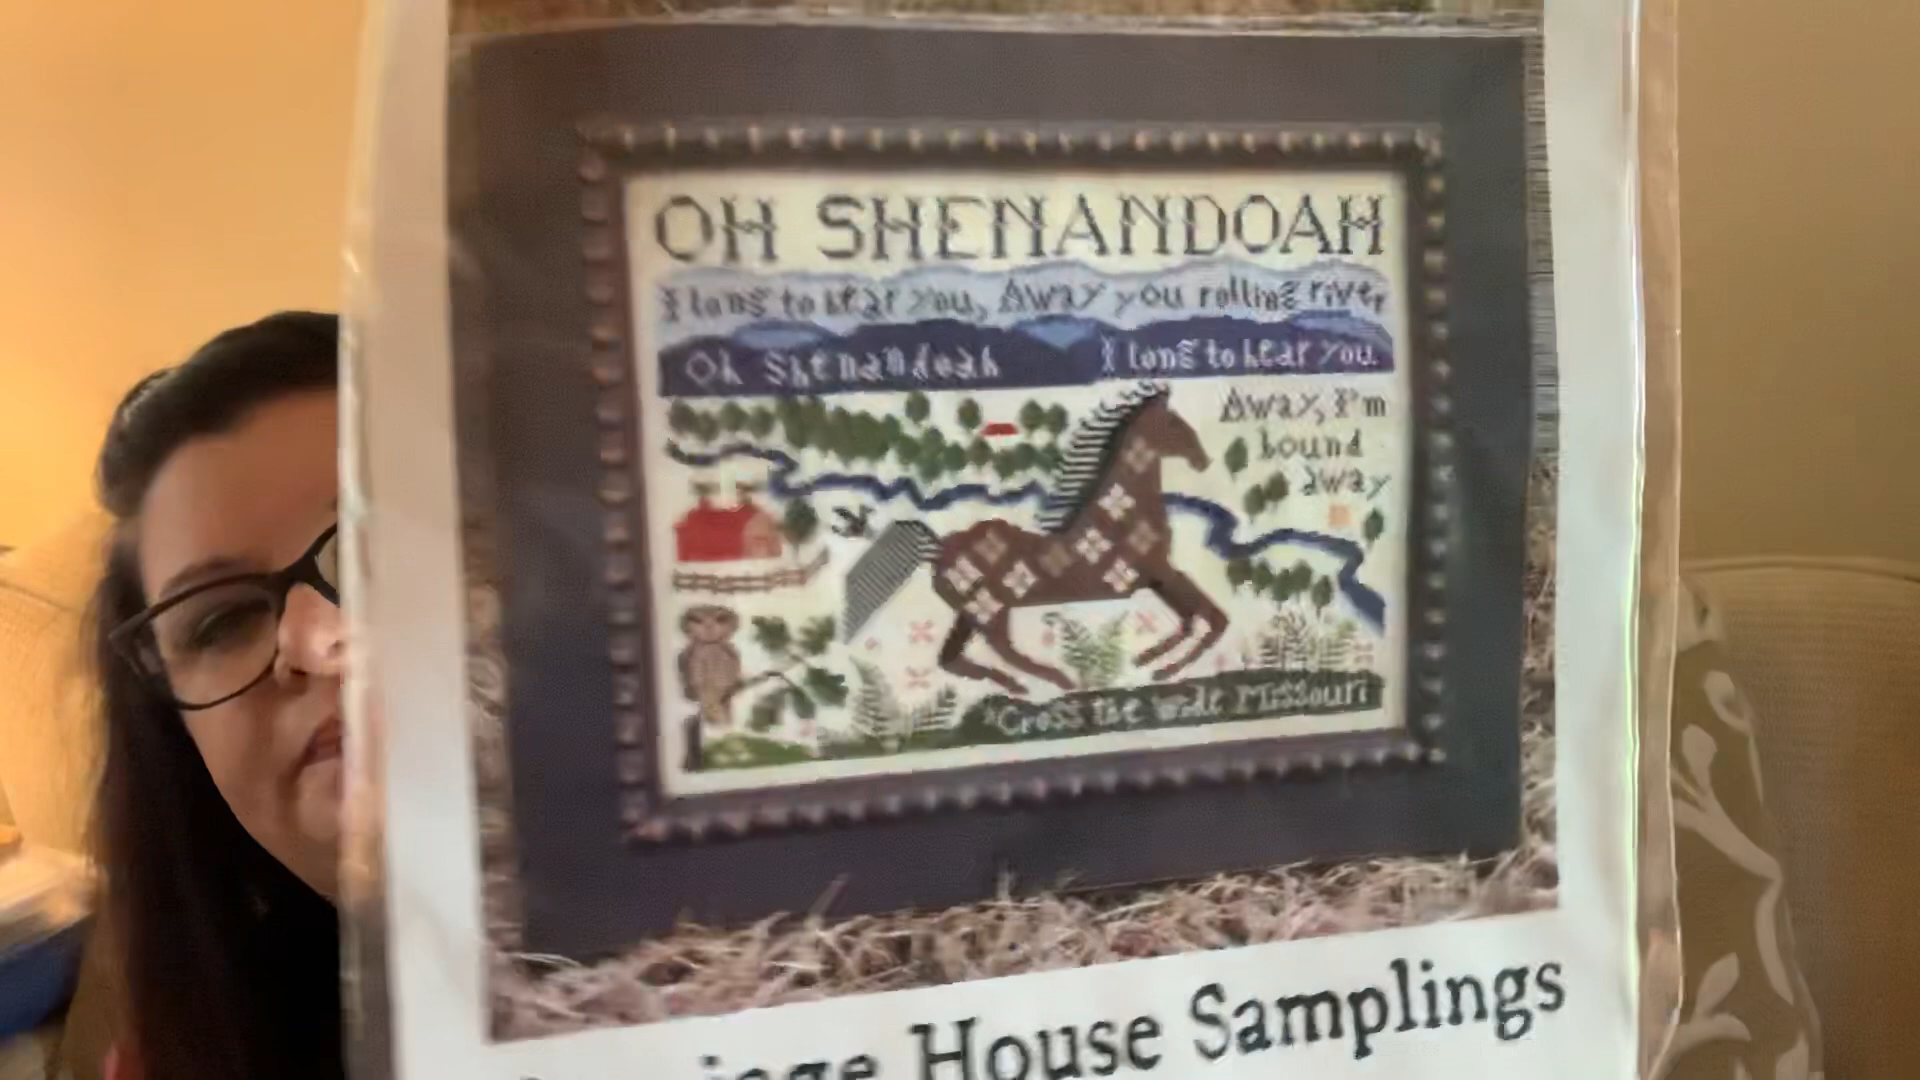 OH SHENANDOAH
I long to hear you, Away you rolling river
Oh Shenandoah I long to hear you.
Away, I'm
bound
away
'Cross the wide Missouri
House Samplings